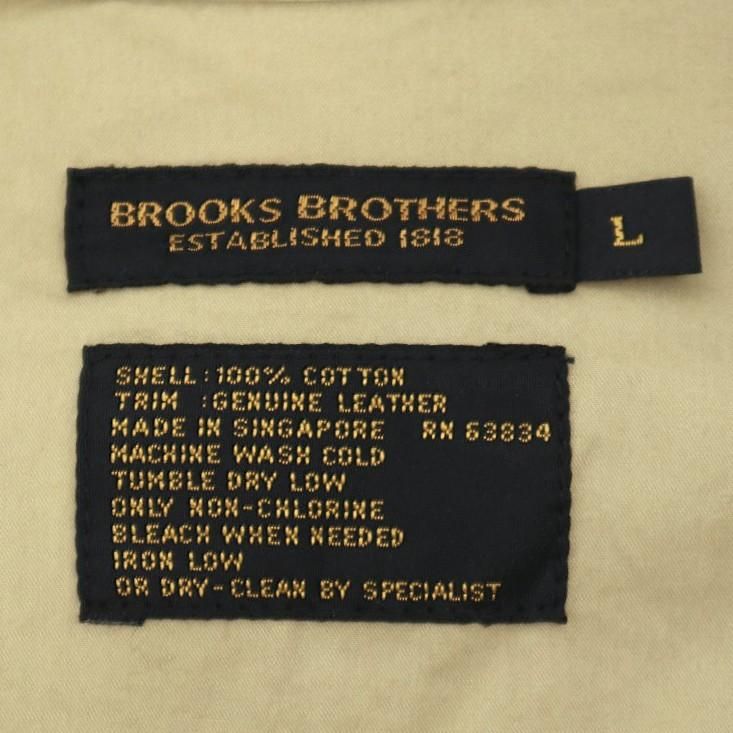 BROOKS BROTHERS
ESTABLISHED 1818
L
SHELL:100% COTTON
TRIM :GENUINE LEATHER
MADE IN SINGAPORE RN 63834
MACHINE WASH COLD
TUMBLE DRY LOW
ONLY NON-CHLORINE
BLEACH WHEN NEEDED
IRON LOW
OR DRY-CLEAN BY SPECIALIST